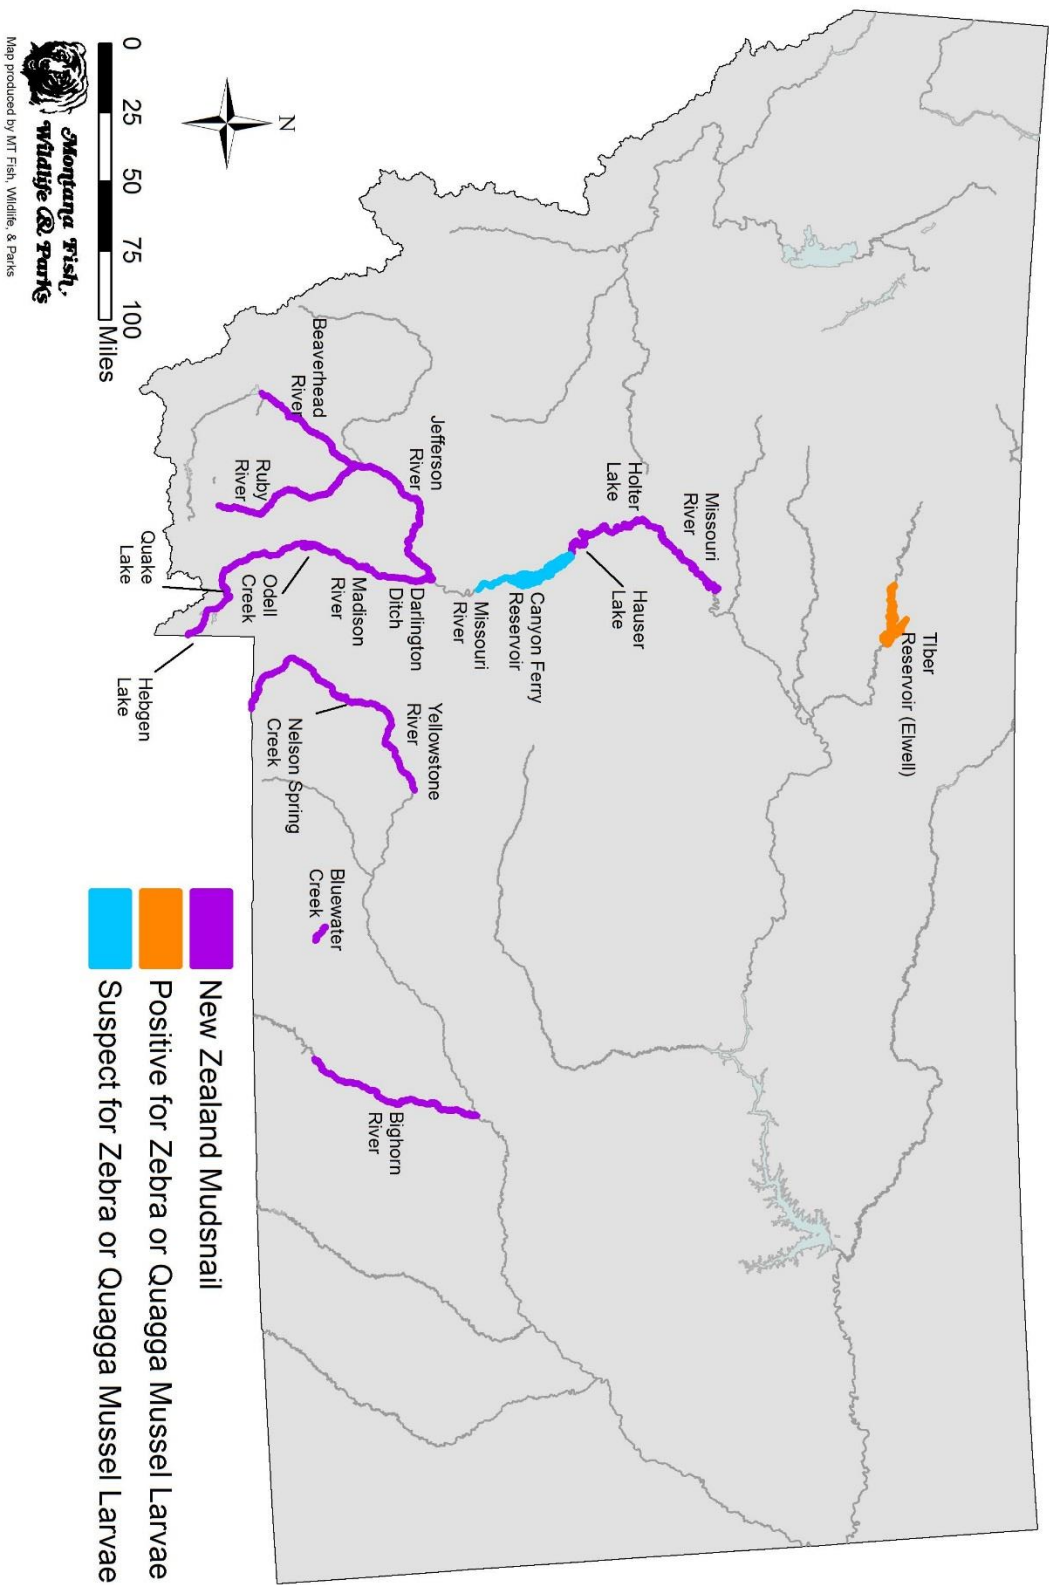 Tiber
Reservoir (Elwell)
Missouri
River
Holter
Lake
Hauser
Lake
Canyon Ferry
Reservoir
Missouri
River
Jefferson
River
Darlington
Ditch
Yellowstone
River
Madison
River
Beaverhead
River
Ruby
River
Odell
Creek
Nelson Spring
Creek
Quake
Lake
Hebgen
Lake
Bluewater
Creek
Bighorn
River
N
0 25 50 75 100
Miles
Montana Fish,
Wildlife & Parks
Map produced by MT Fish, Wildlife, & Parks
New Zealand Mudsnail
Positive for Zebra or Quagga Mussel Larvae
Suspect for Zebra or Quagga Mussel Larvae